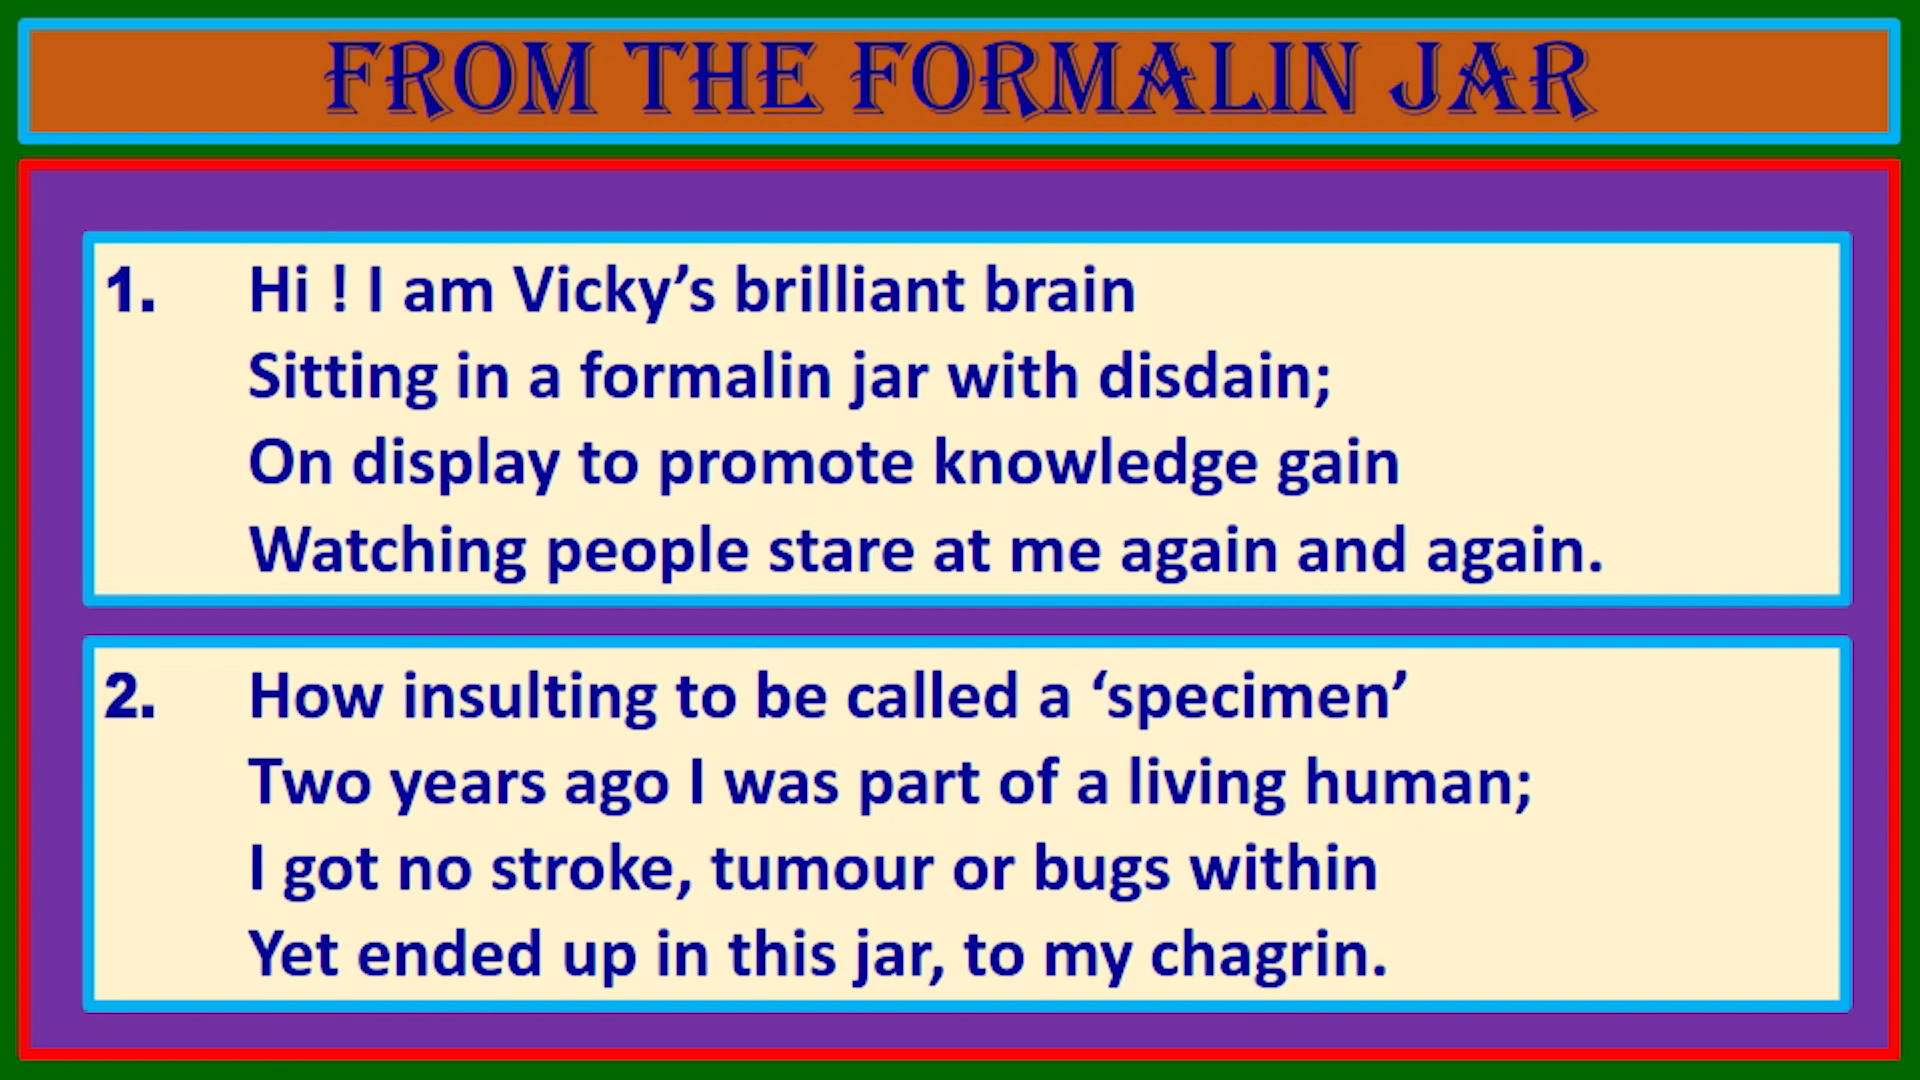 FROM THE FORMALIN JAR
1. Hi ! I am Vicky’s brilliant brain
Sitting in a formalin jar with disdain;
On display to promote knowledge gain
Watching people stare at me again and again.
2. How insulting to be called a ‘specimen’
Two years ago I was part of a living human;
I got no stroke, tumour or bugs within
Yet ended up in this jar, to my chagrin.